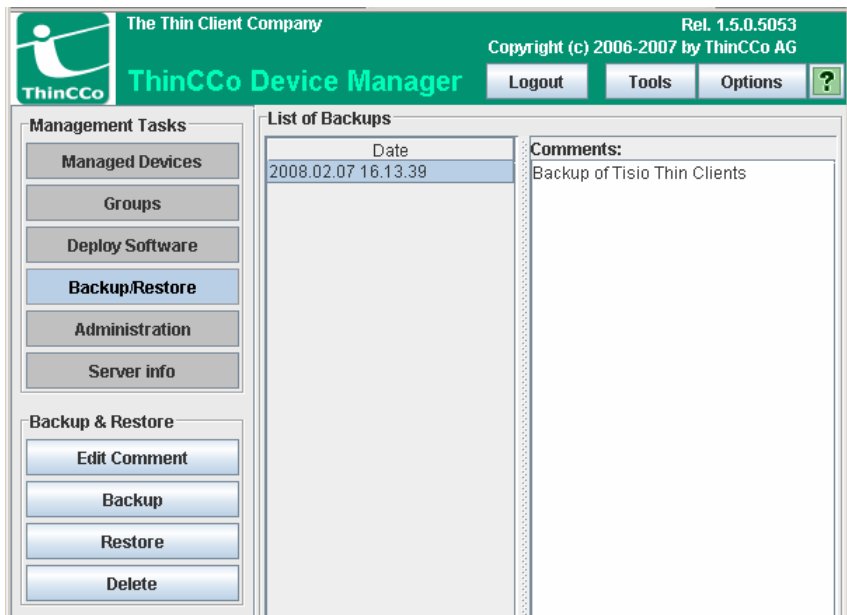 The Thin Client Company
Rel. 1.5.0.5053
Copyright (c) 2006-2007 by ThinCCo AG
ThinCCo
ThinCCo Device Manager
Logout
Tools
Options
?
Management Tasks
Managed Devices
Groups
Deploy Software
Backup/Restore
Administration
Server info
Backup & Restore
Edit Comment
Backup
Restore
Delete
List of Backups
Date
2008.02.07 16.13.39
Comments:
Backup of Tisio Thin Clients